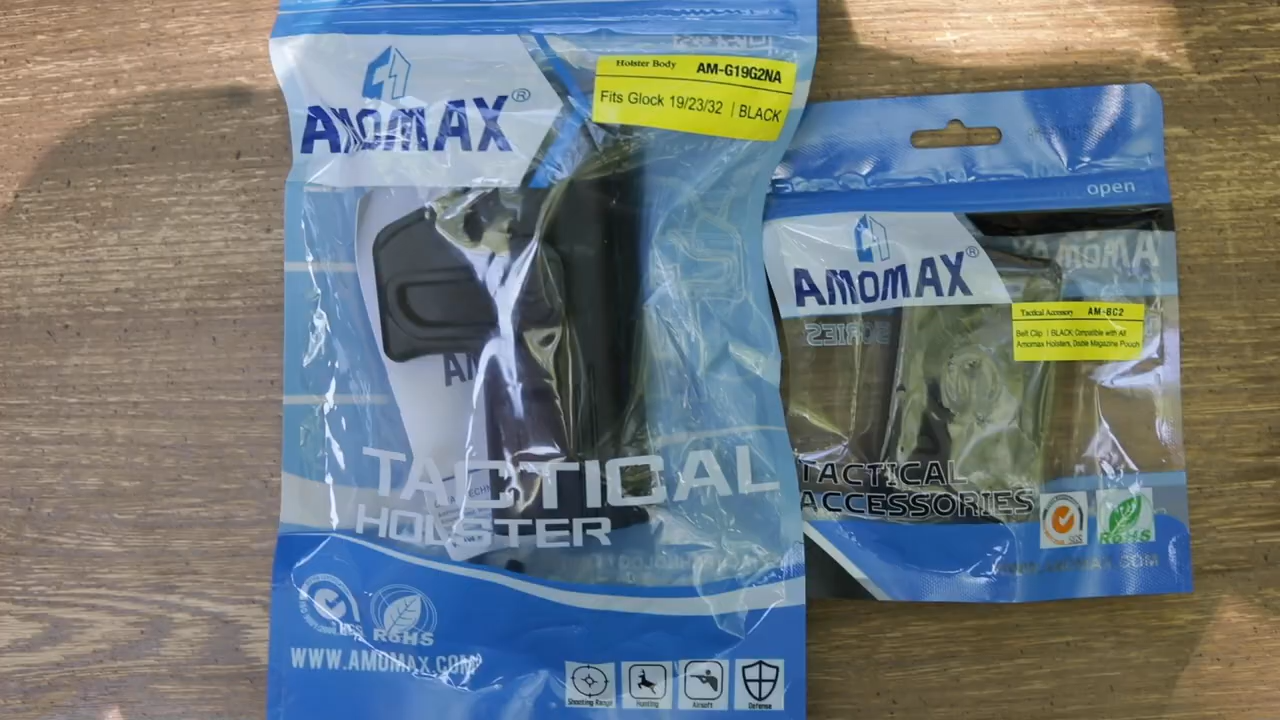 AMOMAX®
Holster Body AM-G19G2NA
Fits Glock 19/23/32 | BLACK
TACTICAL
HOLSTER
SGS
RoHS
WWW.AMOMAX.COM
Shooting Range
Hunting
Airsoft
Defense
open
AMOMAX®
Tactical Accessory AM-BC2
Belt Clip | BLACK; Compatible with All
Amomax Holsters, Doble Magazine Pouch
TACTICAL
ACCESSORIES
SGS
RoHS